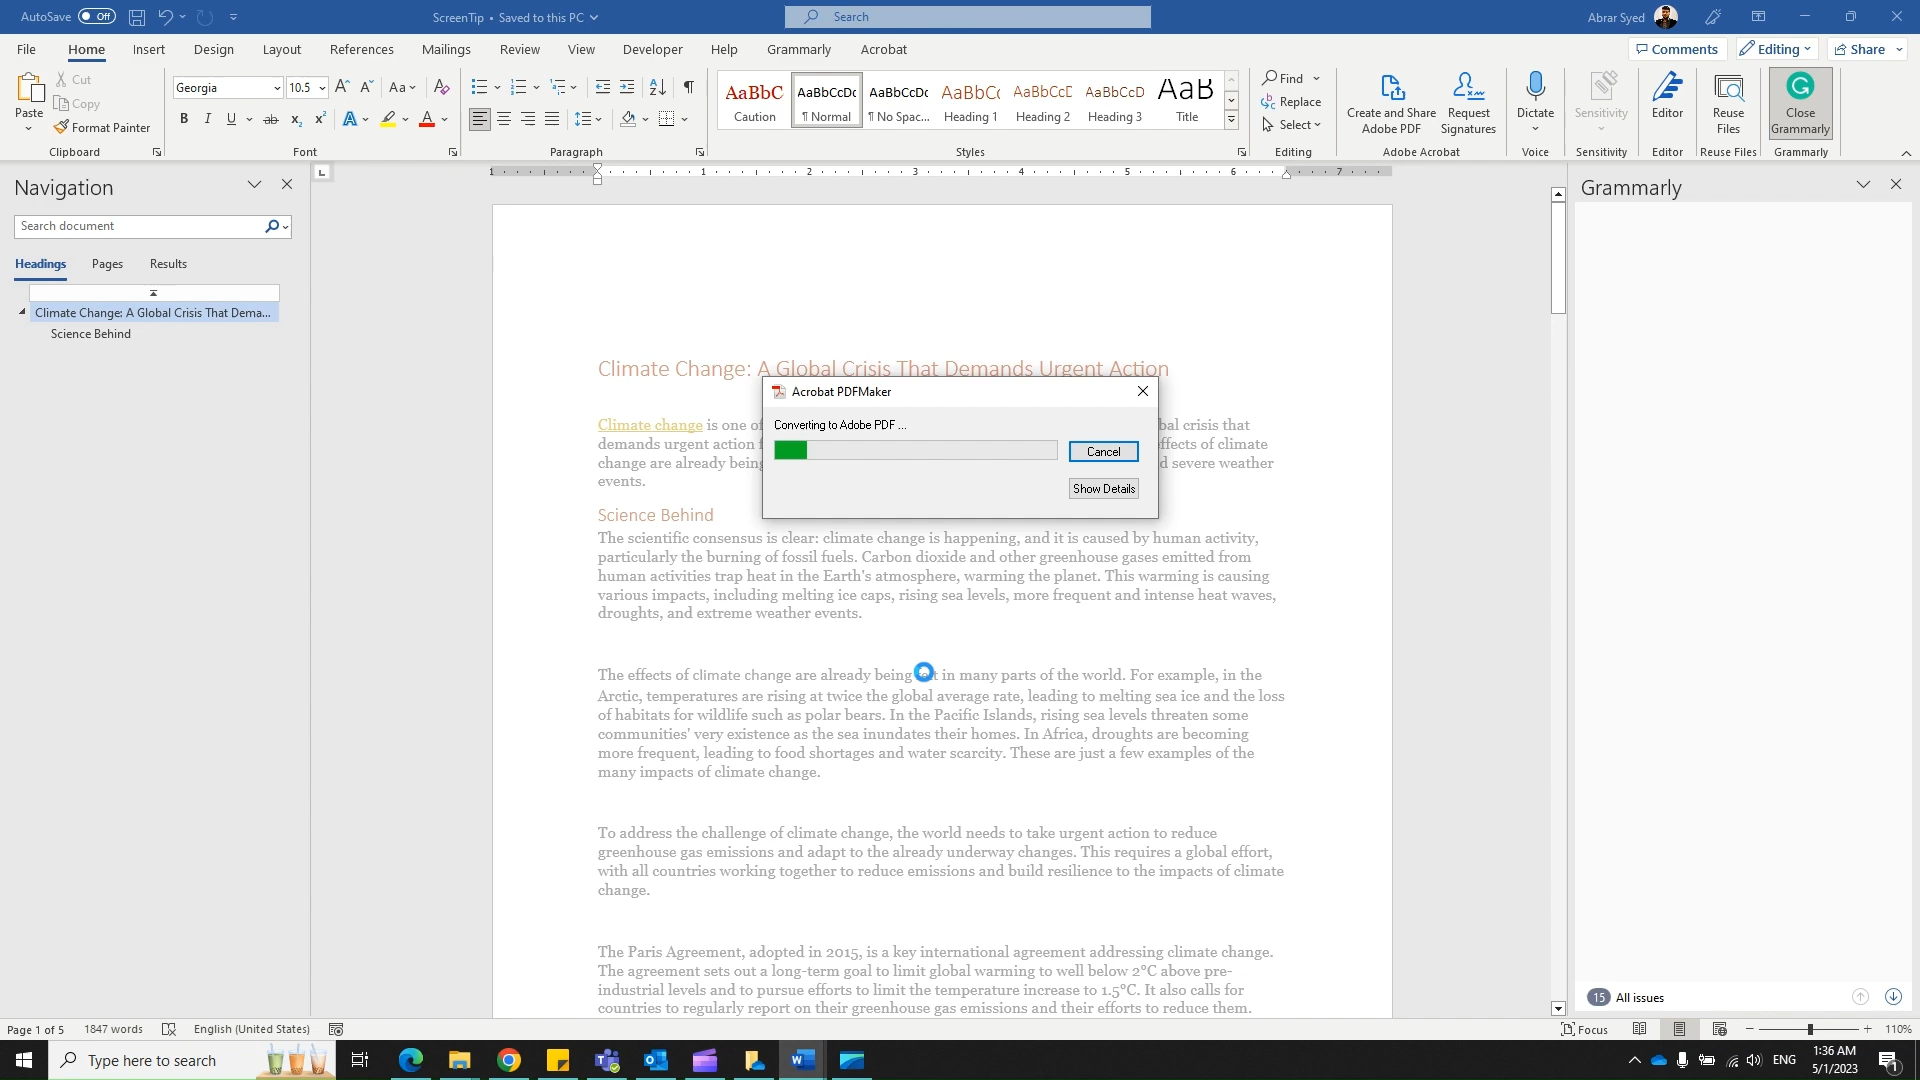 AutoSave Off
ScreenTip • Saved to this PC
Search
Abrar Syed
File Home Insert Design Layout References Mailings Review View Developer Help Grammarly Acrobat
Comments Editing Share
Paste
Cut
Copy
Format Painter
Clipboard
Georgia 10.5
Font
Paragraph
AaBbC Caution
AaBbCcDc ¶ Normal
AaBbCcDc ¶ No Spac...
AaBbCc Heading 1
AaBbCcE Heading 2
AaBbCcD Heading 3
AaB Title
Styles
Find
Replace
Select
Editing
Create and Share Adobe PDF
Request Signatures
Adobe Acrobat
Dictate
Voice
Sensitivity
Sensitivity
Editor
Editor
Reuse Files
Reuse Files
Close Grammarly
Grammarly
Navigation
Search document
Headings Pages Results
Climate Change: A Global Crisis That Dema...
Science Behind
1 1 2 3 4 5 6 7
Climate Change: A Global Crisis That Demands Urgent Action
Climate change is one of
bal crisis that
demands urgent action
ffects of climate
change are already being
d severe weather
events.
Acrobat PDFMaker
Converting to Adobe PDF ...
Cancel
Show Details
Science Behind
The scientific consensus is clear: climate change is happening, and it is caused by human activity,
particularly the burning of fossil fuels. Carbon dioxide and other greenhouse gases emitted from
human activities trap heat in the Earth's atmosphere, warming the planet. This warming is causing
various impacts, including melting ice caps, rising sea levels, more frequent and intense heat waves,
droughts, and extreme weather events.
The effects of climate change are already being in many parts of the world. For example, in the
Arctic, temperatures are rising at twice the global average rate, leading to melting sea ice and the loss
of habitats for wildlife such as polar bears. In the Pacific Islands, rising sea levels threaten some
communities' very existence as the sea inundates their homes. In Africa, droughts are becoming
more frequent, leading to food shortages and water scarcity. These are just a few examples of the
many impacts of climate change.
To address the challenge of climate change, the world needs to take urgent action to reduce
greenhouse gas emissions and adapt to the already underway changes. This requires a global effort,
with all countries working together to reduce emissions and build resilience to the impacts of climate
change.
The Paris Agreement, adopted in 2015, is a key international agreement addressing climate change.
The agreement sets out a long-term goal to limit global warming to well below 2°C above pre-
industrial levels and to pursue efforts to limit the temperature increase to 1.5°C. It also calls for
countries to regularly report on their greenhouse gas emissions and their efforts to reduce them.
Grammarly
15 All issues
Page 1 of 5 1847 words English (United States)
Focus 110%
Type here to search
ENG
1:36 AM
5/1/2023
1